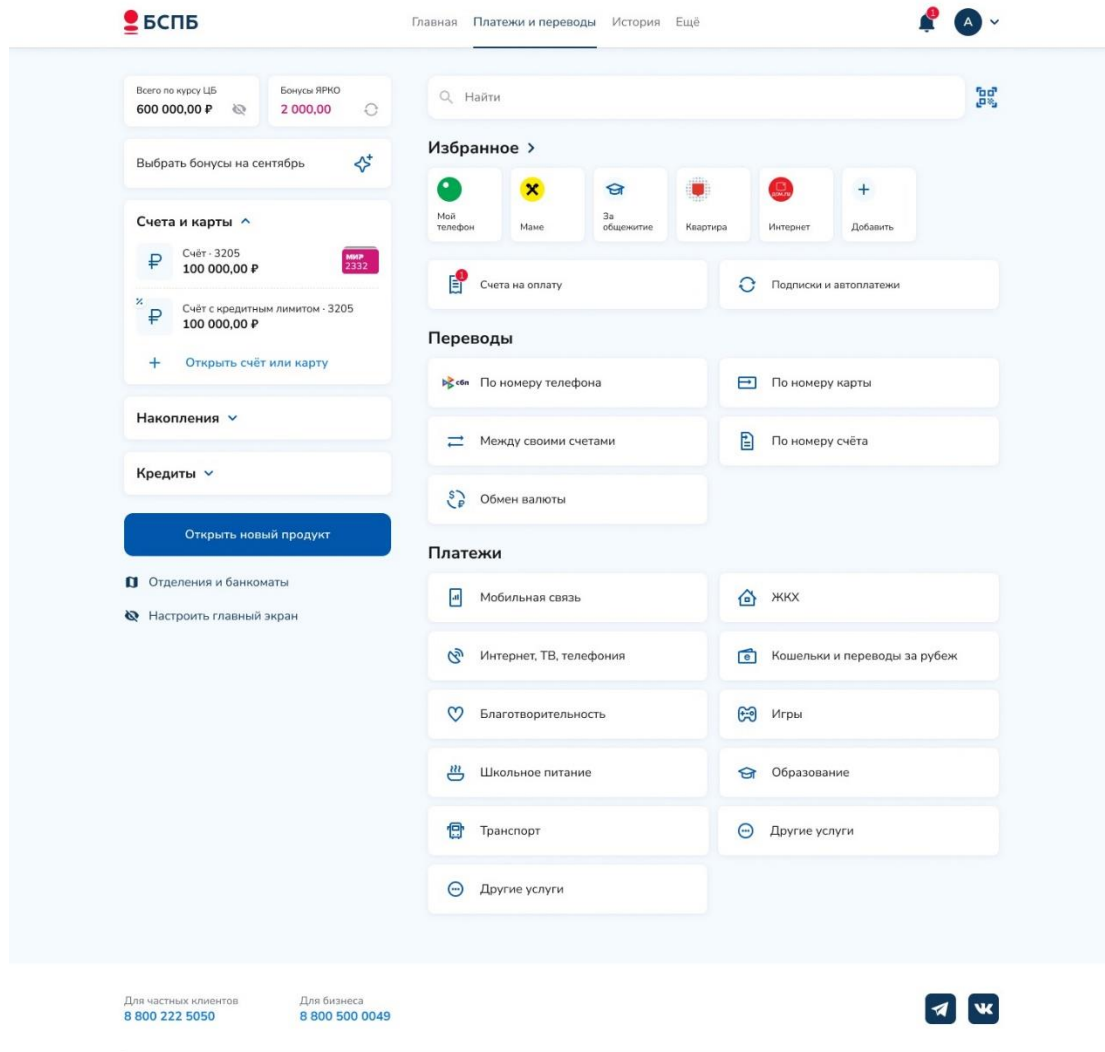 БСПБ
Главная Платежи и переводы История Ещё
1
А
Всего по курсу ЦБ
600 000,00 ₽
Бонусы ЯРКО
2 000,00
Выбрать бонусы на сентябрь
Счета и карты
Счёт · 3205
100 000,00 ₽
МИР
2332
Счёт с кредитным лимитом · 3205
100 000,00 ₽
Открыть счёт или карту
Накопления
Кредиты
Открыть новый продукт
Отделения и банкоматы
Настроить главный экран
Найти
Избранное
Мой
телефон
Маме
За
общежитие
Квартира
ДОМ.RU
Интернет
Добавить
1
Счета на оплату
Подписки и автоплатежи
Переводы
сбп По номеру телефона
По номеру карты
Между своими счетами
По номеру счёта
Обмен валюты
Платежи
Мобильная связь
ЖКХ
Интернет, ТВ, телефония
Кошельки и переводы за рубеж
Благотворительность
Игры
Школьное питание
Образование
Транспорт
Другие услуги
Другие услуги
Для частных клиентов
8 800 222 5050
Для бизнеса
8 800 500 0049